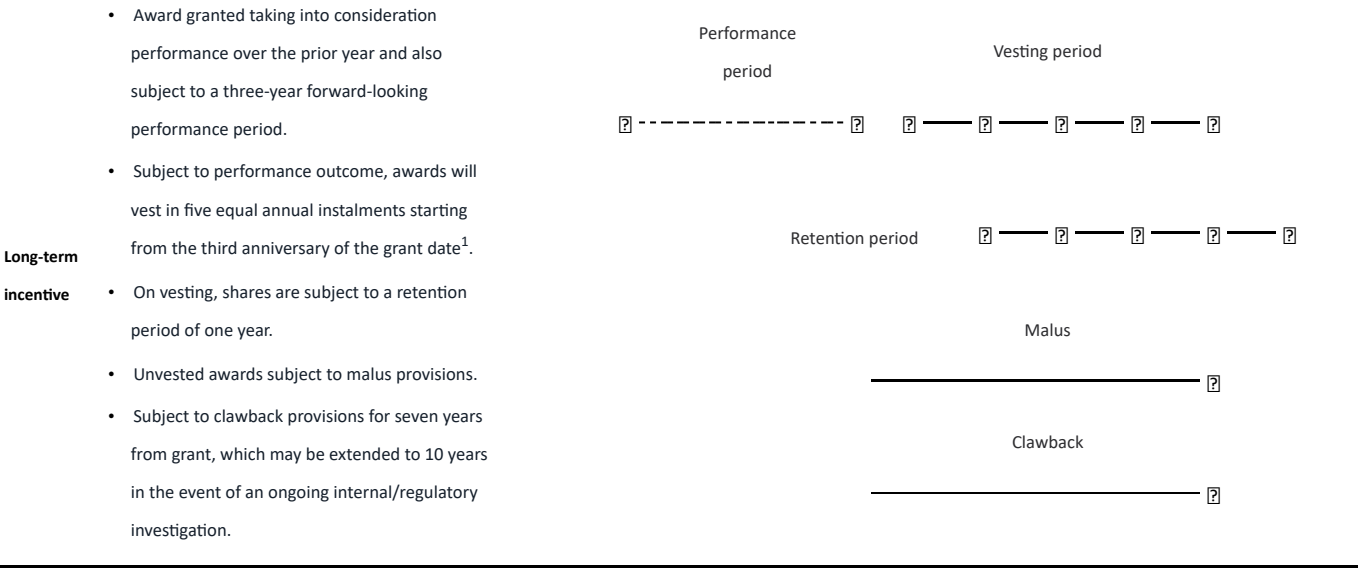 • Award granted taking into consideration
performance over the prior year and also
subject to a three-year forward-looking
performance period.
• Subject to performance outcome, awards will
vest in five equal annual instalments starting
from the third anniversary of the grant date1.
Long-term
incentive
• On vesting, shares are subject to a retention
period of one year.
• Unvested awards subject to malus provisions.
• Subject to clawback provisions for seven years
from grant, which may be extended to 10 years
in the event of an ongoing internal/regulatory
investigation.
Performance
period
Vesting period
Retention period
Malus
Clawback